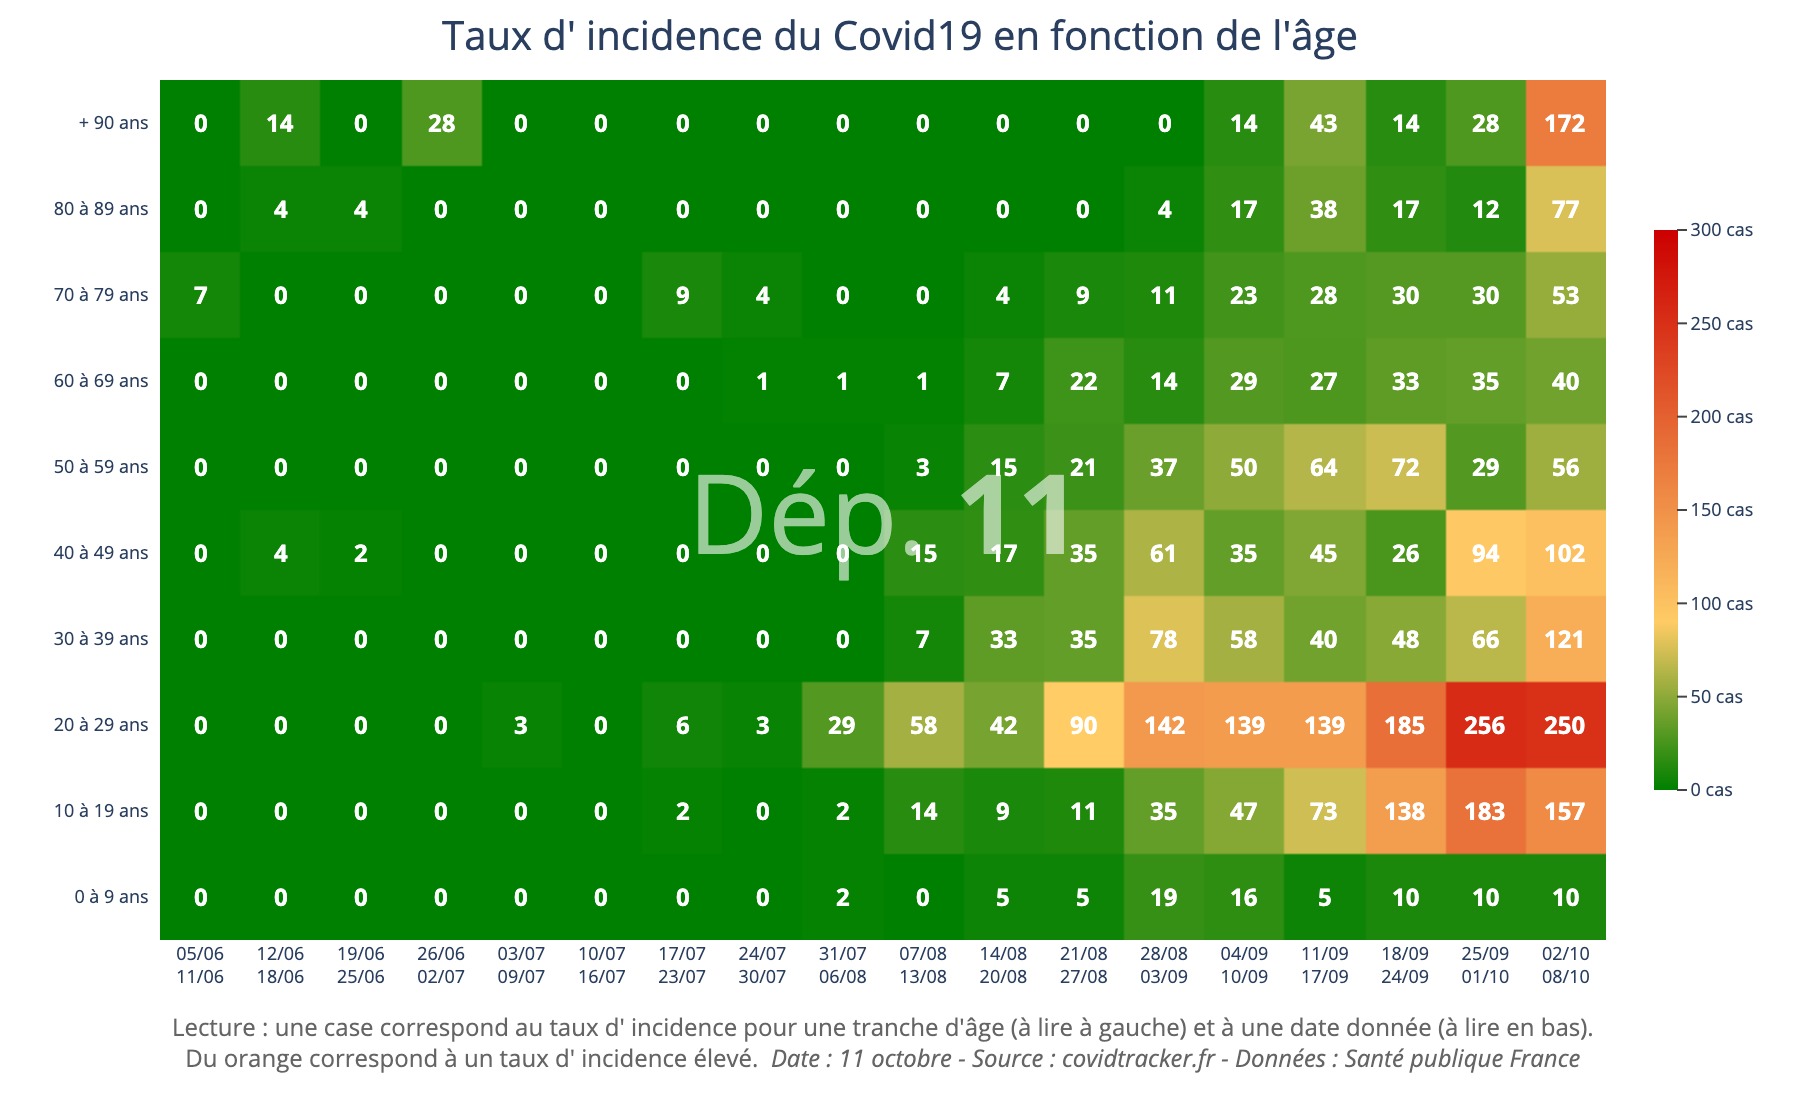 Taux d' incidence du Covid19 en fonction de l'âge
+ 90 ans 0 14 0 28 0 0 0 0 0 0 0 0 0 14 43 14 28 172
80 à 89 ans 0 4 4 0 0 0 0 0 0 0 0 0 4 17 38 17 12 77
70 à 79 ans 7 0 0 0 0 0 9 4 0 0 4 9 11 23 28 30 30 53
60 à 69 ans 0 0 0 0 0 0 0 1 1 1 7 22 14 29 27 33 35 40
50 à 59 ans 0 0 0 0 0 0 0 0 0 3 15 21 37 50 64 72 29 56
Dép. 11
40 à 49 ans 0 4 2 0 0 0 0 0 0 15 17 35 61 35 45 26 94 102
30 à 39 ans 0 0 0 0 0 0 0 0 0 7 33 35 78 58 40 48 66 121
20 à 29 ans 0 0 0 0 3 0 6 3 29 58 42 90 142 139 139 185 256 250
10 à 19 ans 0 0 0 0 0 0 2 0 2 14 9 11 35 47 73 138 183 157
0 à 9 ans 0 0 0 0 0 0 0 0 2 0 5 5 19 16 5 10 10 10
05/06 12/06 19/06 26/06 03/07 10/07 17/07 24/07 31/07 07/08 14/08 21/08 28/08 04/09 11/09 18/09 25/09 02/10
11/06 18/06 25/06 02/07 09/07 16/07 23/07 30/07 06/08 13/08 20/08 27/08 03/09 10/09 17/09 24/09 01/10 08/10
300 cas
250 cas
200 cas
150 cas
100 cas
50 cas
0 cas
Lecture : une case correspond au taux d' incidence pour une tranche d'âge (à lire à gauche) et à une date donnée (à lire en bas).
Du orange correspond à un taux d' incidence élevé. Date : 11 octobre - Source : covidtracker.fr - Données : Santé publique France